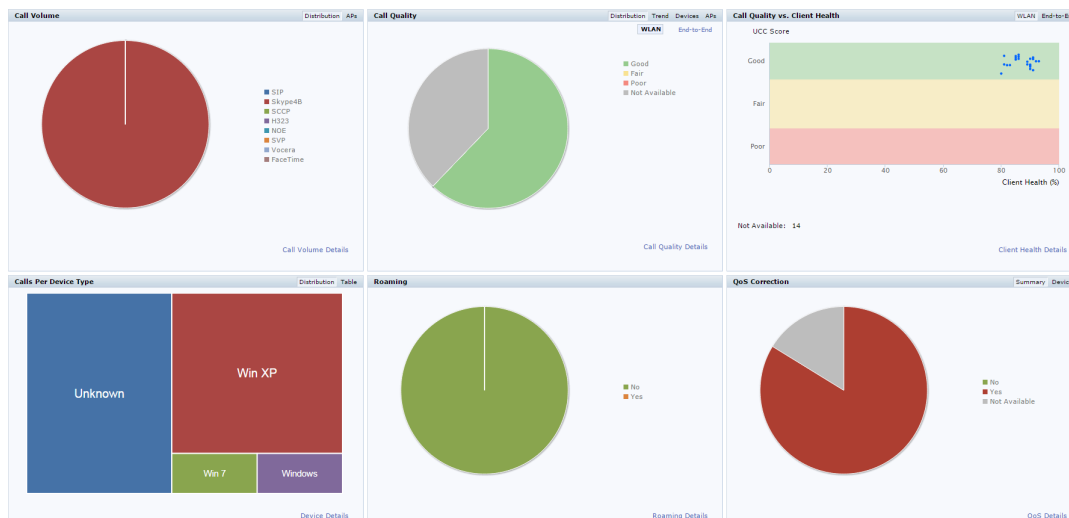 Call Volume
Distribution APs
SIP
Skype4B
SCCP
H323
NOE
SVP
Vocera
FaceTime
Call Volume Details
Call Quality
Distribution Trend Devices APs
WLAN End-to-End
Good
Fair
Poor
Not Available
Call Quality Details
Call Quality vs. Client Health
WLAN End-to-E
UCC Score
Good
Fair
Poor
0 20 40 60 80 100
Client Health (%)
Not Available: 14
Client Health Details
Calls Per Device Type
Distribution Table
Unknown
Win XP
Win 7
Windows
Device Details
Roaming
No
Yes
Roaming Details
QoS Correction
Summary Devic
No
Yes
Not Available
QoS Details